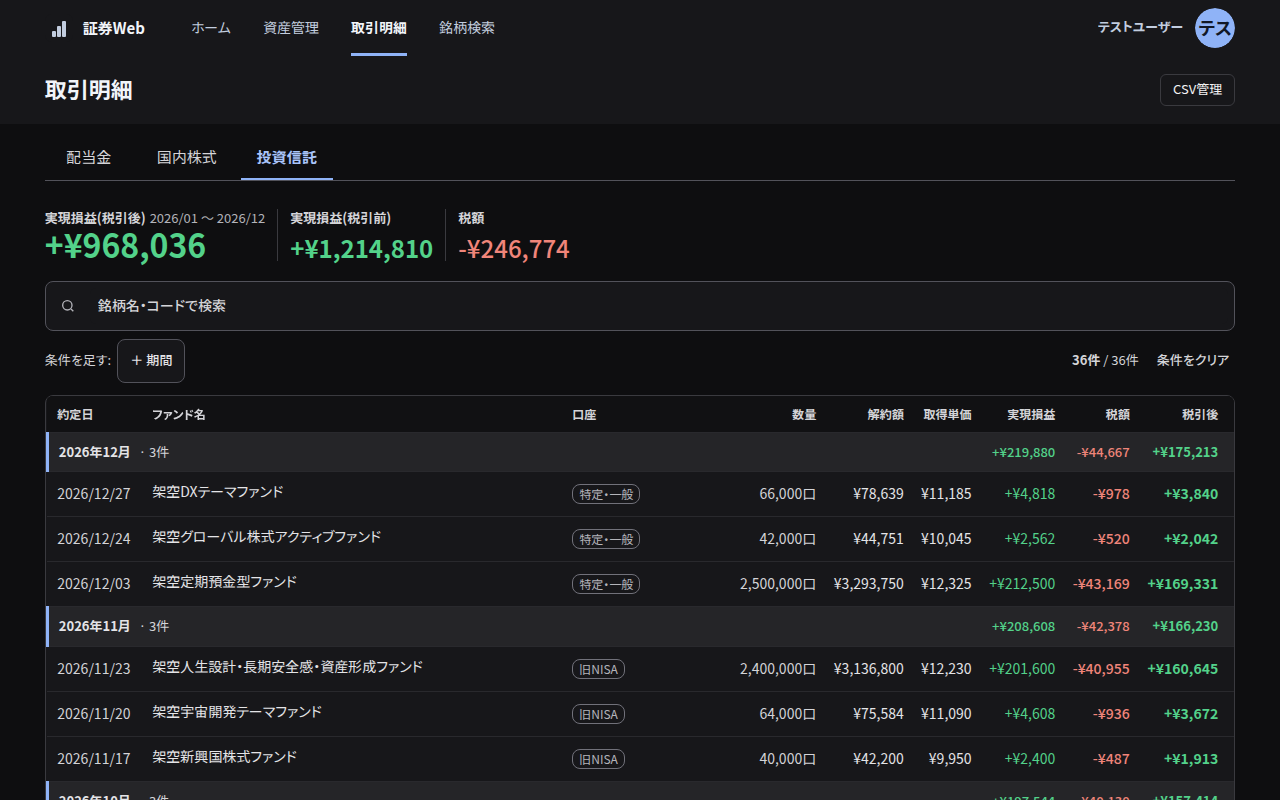 証券Web ホーム 資産管理 取引明細 銘柄検索 テストユーザー テス
取引明細 CSV管理
配当金 国内株式 投資信託
実現損益(税引後) 2026/01 〜 2026/12 実現損益(税引前) 税額
+¥968,036 +¥1,214,810 -¥246,774
銘柄名・コードで検索
条件を足す: + 期間 36件 / 36件 条件をクリア
約定日 ファンド名 口座 数量 解約額 取得単価 実現損益 税額 税引後
2026年12月 · 3件 +¥219,880 -¥44,667 +¥175,213
2026/12/27 架空DXテーマファンド 特定・一般 66,000口 ¥78,639 ¥11,185 +¥4,818 -¥978 +¥3,840
2026/12/24 架空グローバル株式アクティブファンド 特定・一般 42,000口 ¥44,751 ¥10,045 +¥2,562 -¥520 +¥2,042
2026/12/03 架空定期預金型ファンド 特定・一般 2,500,000口 ¥3,293,750 ¥12,325 +¥212,500 -¥43,169 +¥169,331
2026年11月 · 3件 +¥208,608 -¥42,378 +¥166,230
2026/11/23 架空人生設計・長期安全感・資産形成ファンド 旧NISA 2,400,000口 ¥3,136,800 ¥12,230 +¥201,600 -¥40,955 +¥160,645
2026/11/20 架空宇宙開発テーマファンド 旧NISA 64,000口 ¥75,584 ¥11,090 +¥4,608 -¥936 +¥3,672
2026/11/17 架空新興国株式ファンド 旧NISA 40,000口 ¥42,200 ¥9,950 +¥2,400 -¥487 +¥1,913
2026年10月 · 3件